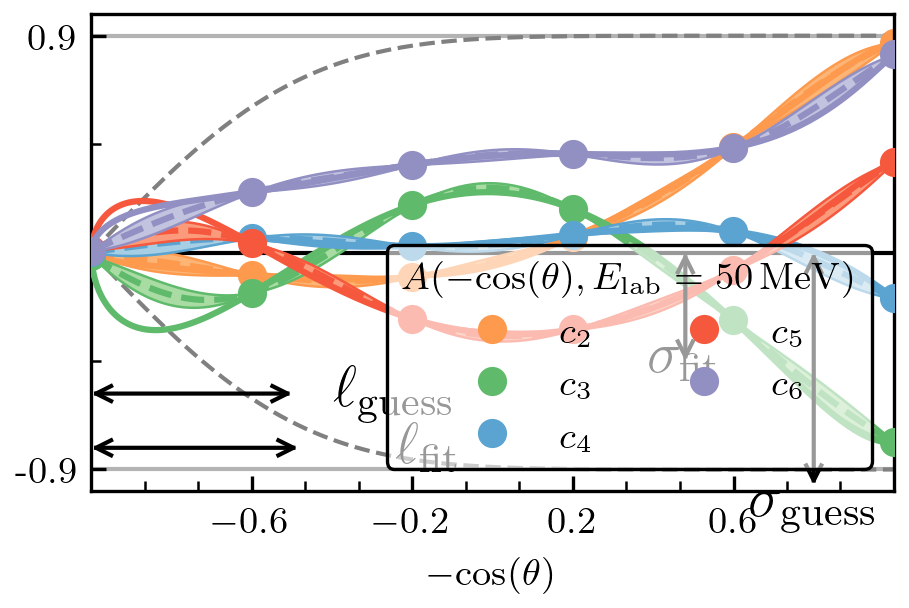 0.9
A(−cos(θ), E_lab = 50 MeV)
c_2 c_5
c_3 c_6
c_4
σ_fit
ℓ_guess
ℓ_fit
-0.9
σ_guess
−0.6 −0.2 0.2 0.6
−cos(θ)